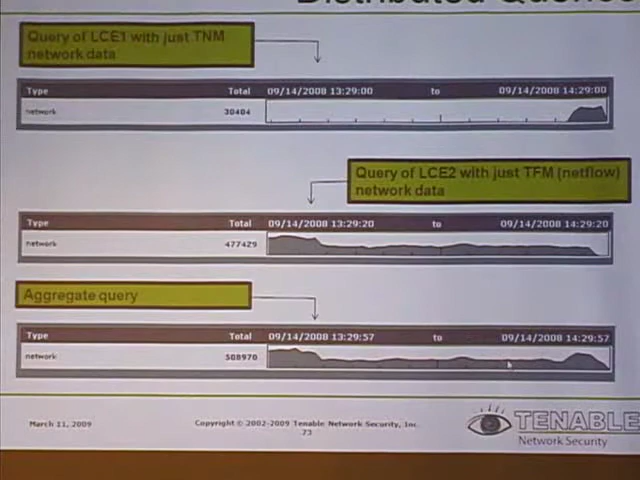 Distributed Queries
Query of LCE1 with just TNM
network data
Type Total 09/14/2008 13:29:00 to 09/14/2008 14:29:00
network 30404
Query of LCE2 with just TFM (netflow)
network data
Type Total 09/14/2008 13:29:20 to 09/14/2008 14:29:20
network 477429
Aggregate query
Type Total 09/14/2008 13:29:57 to 09/14/2008 14:29:57
network 508970
March 11, 2009
Copyright © 2002-2009 Tenable Network Security, Inc.
73
TENABLE
Network Security